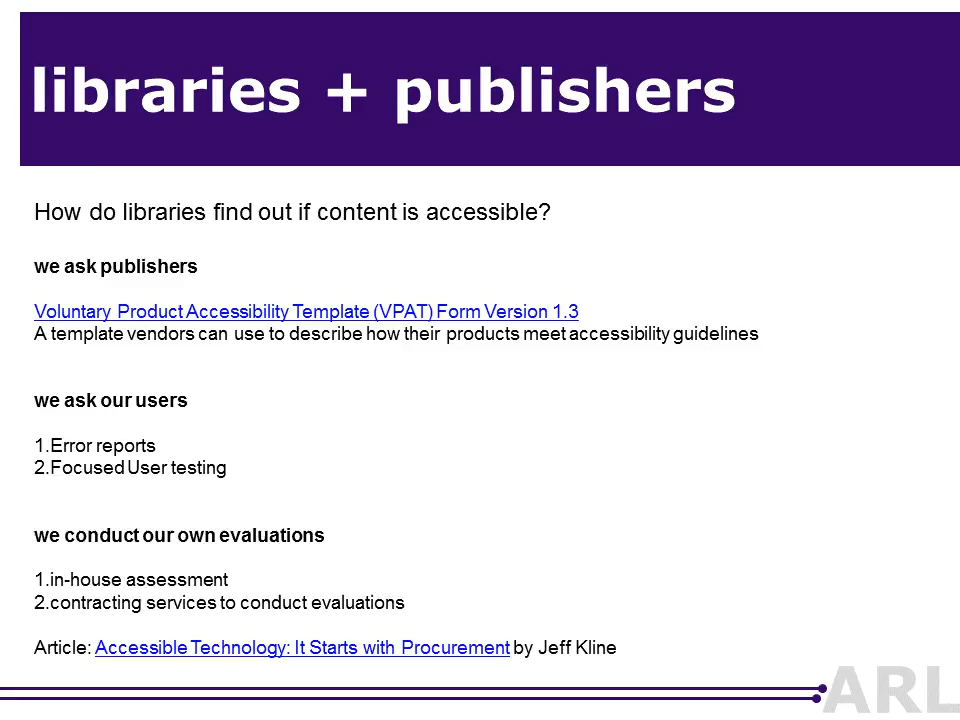 libraries + publishers
How do libraries find out if content is accessible?
we ask publishers
Voluntary Product Accessibility Template (VPAT) Form Version 1.3
A template vendors can use to describe how their products meet accessibility guidelines
we ask our users
1.Error reports
2.Focused User testing
we conduct our own evaluations
1.in-house assessment
2.contracting services to conduct evaluations
Article: Accessible Technology: It Starts with Procurement by Jeff Kline
ARL